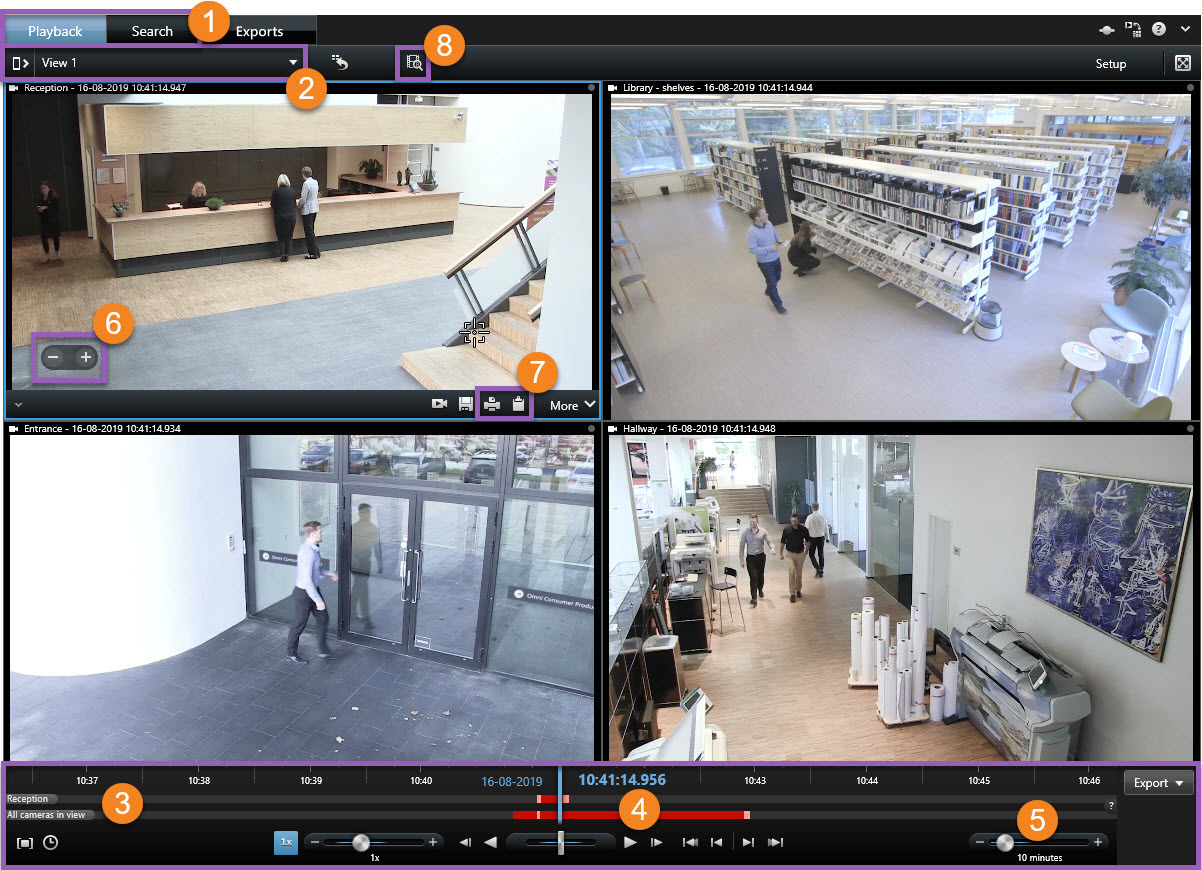 Playback
Search
1
Exports
8
View 1
Setup
2
Reception - 16-08-2019 10:41:14.947
Library - shelves - 16-08-2019 10:41:14.944
6
7
More
Entrance - 16-08-2019 10:41:14.934
Hallway - 16-08-2019 10:41:14.948
Omni Consumer Produ
10:37
10:38
10:39
10:40
16-08-2019
10:41:14.956
10:43
10:44
10:45
10:46
Export
Reception
3
4
?
All cameras in view
5
1x
1x
10 minutes